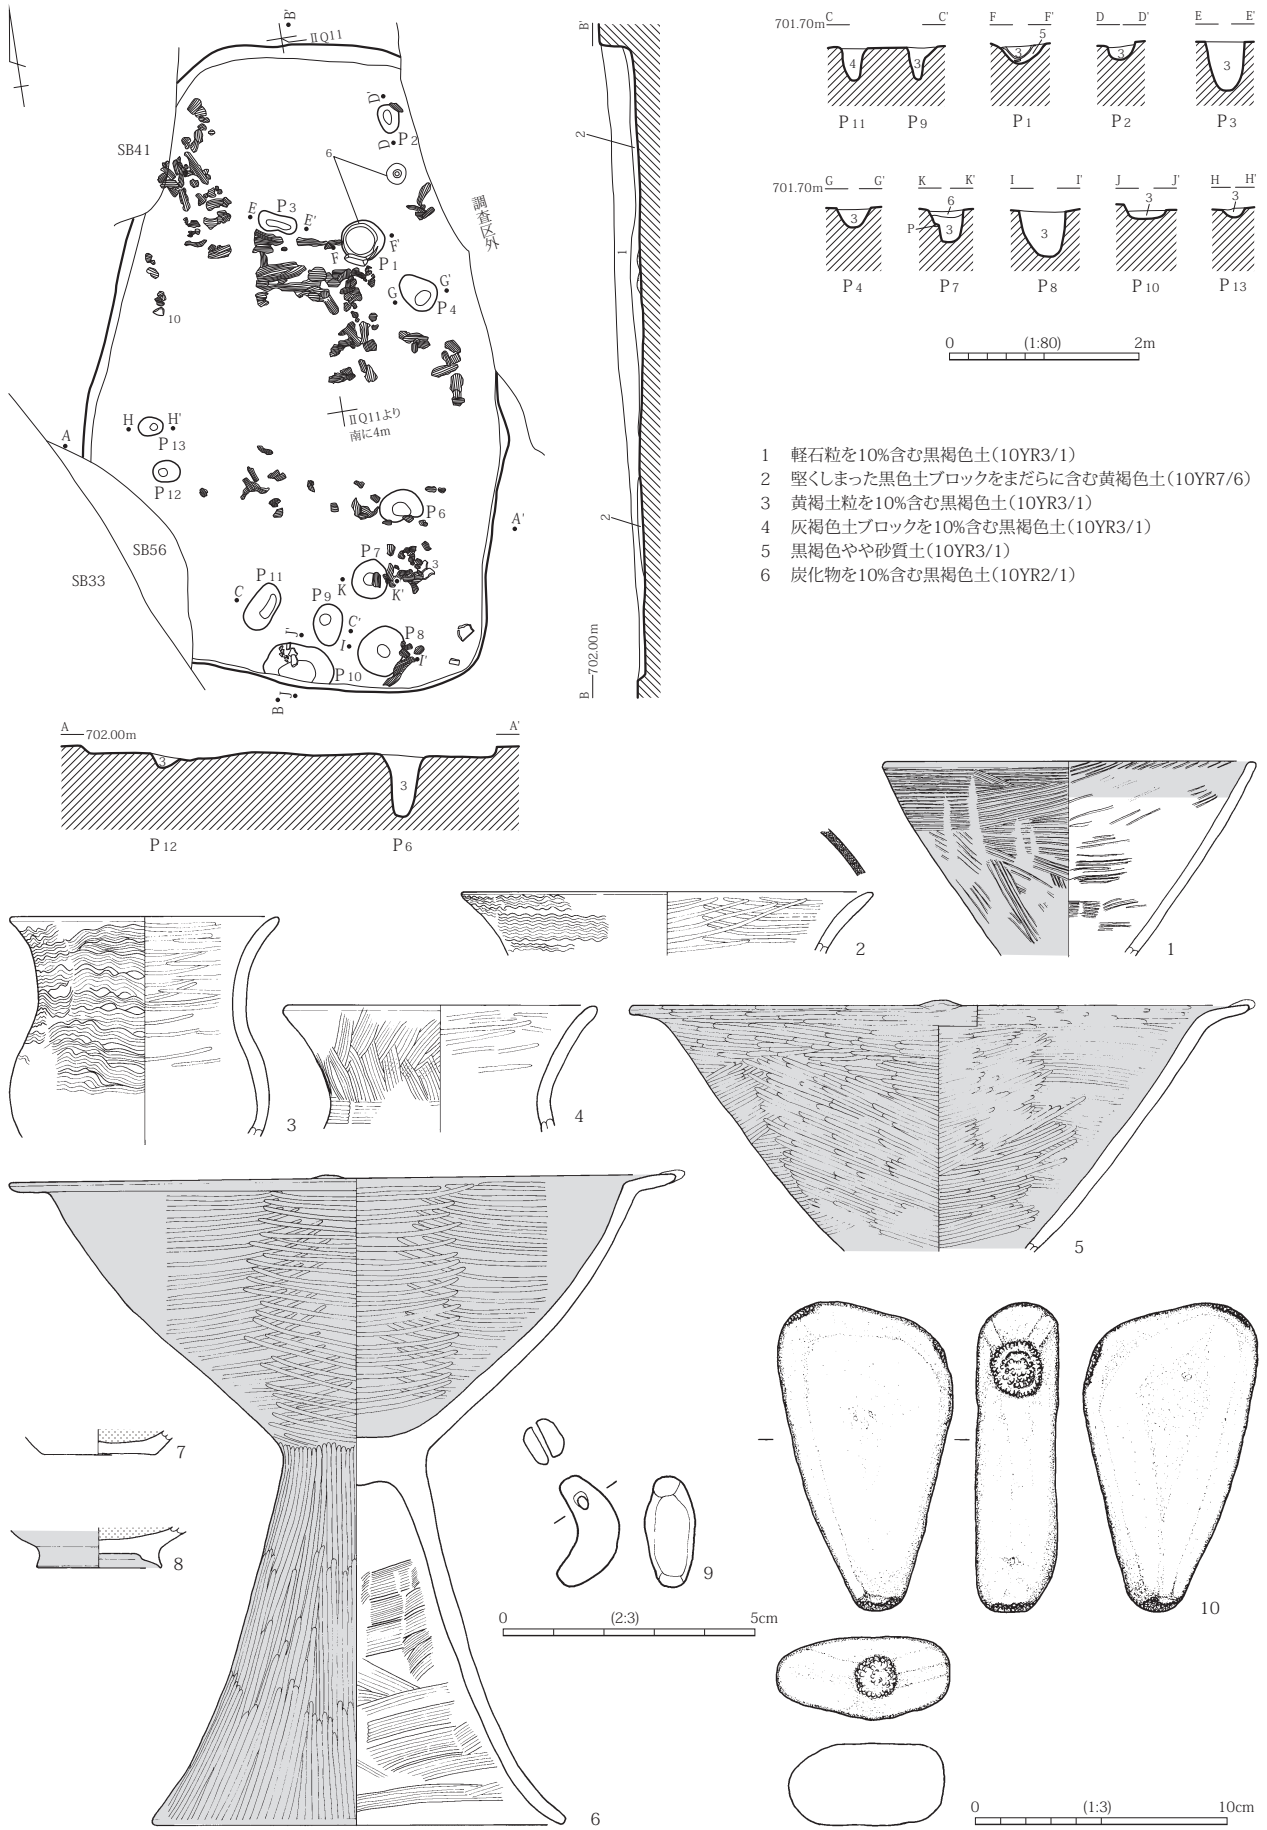 B'
ⅡQ11
SB41
D'
D
P2
6
調査区外
E
P3
E'
F
F'
P1
G
G'
P4
10
ⅡQ11より
南に4m
A
H
H'
P13
P12
P6
A'
SB56
SB33
P7
3
K
K'
C
P11
P9
C'
J'
I
P8
I'
P10
B
J
B'
2
1
2
B
702.00m
701.70m
C
C'
F
F'
D
D'
E
E'
4
3
3
5
3
3
P11
P9
P1
P2
P3
701.70m
G
G'
K
K'
I
I'
J
J'
H
H'
3
P
6
3
3
3
3
P4
P7
P8
P10
P13
0
(1:80)
2m
1 軽石粒を10%含む黒褐色土(10YR3/1)
2 堅くしまった黒色土ブロックをまだらに含む黄褐色土(10YR7/6)
3 黄褐土粒を10%含む黒褐色土(10YR3/1)
4 灰褐色土ブロックを10%含む黒褐色土(10YR3/1)
5 黒褐色やや砂質土(10YR3/1)
6 炭化物を10%含む黒褐色土(10YR2/1)
A
702.00m
A'
3
3
P12
P6
1
2
3
4
5
6
7
8
9
0
(2:3)
5cm
10
0
(1:3)
10cm